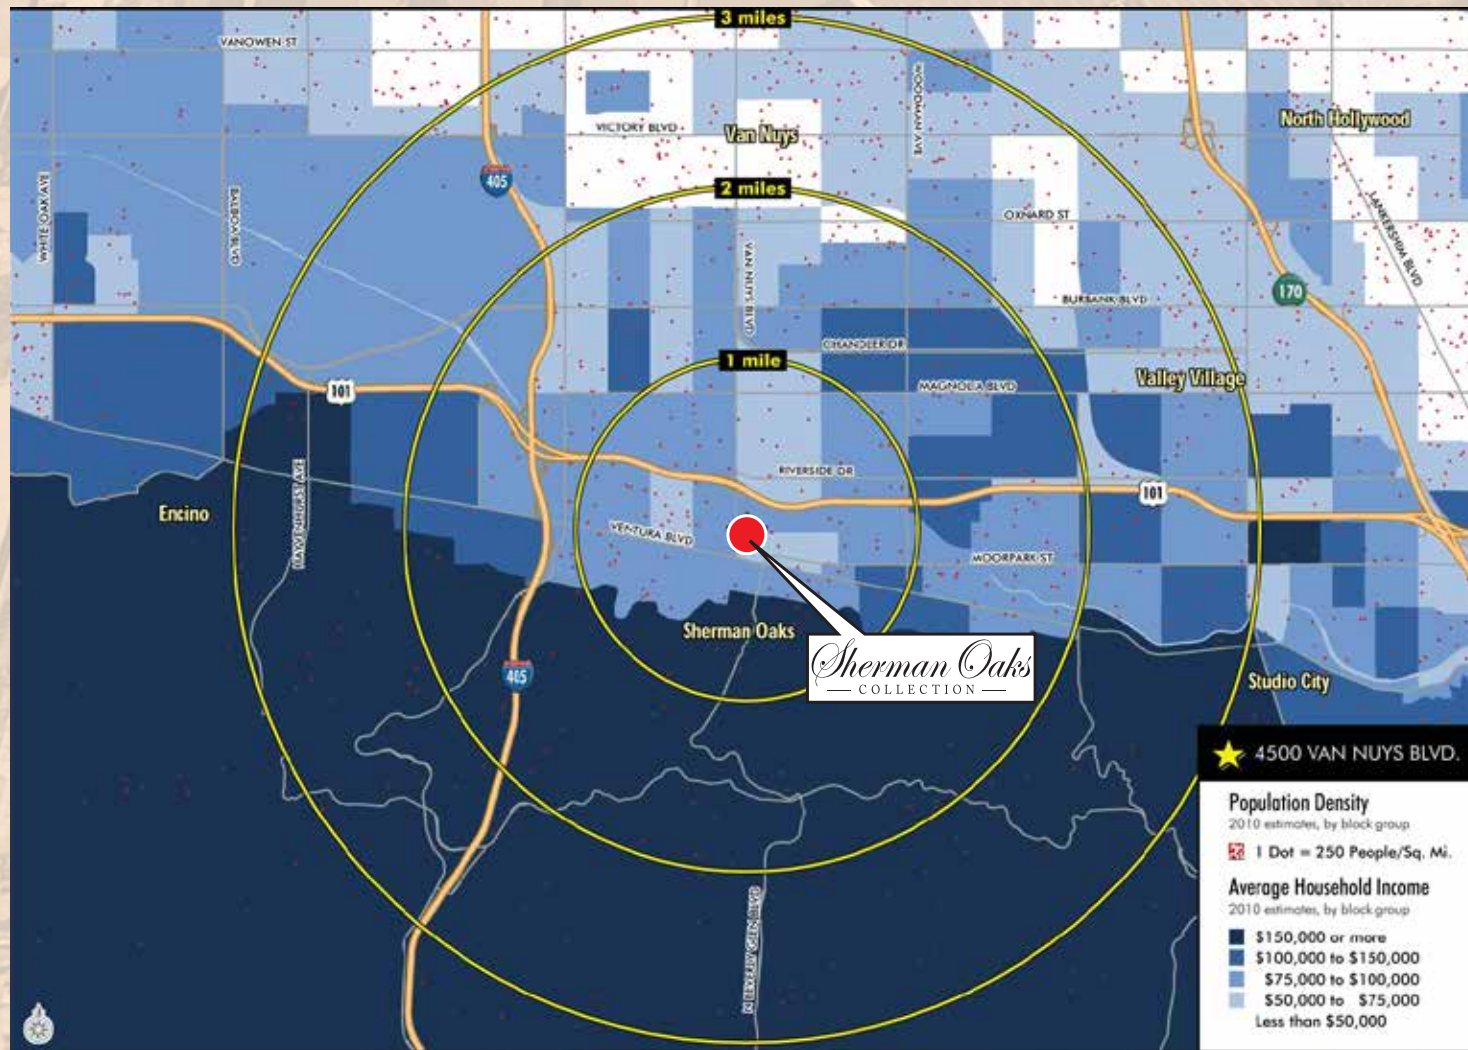 3 miles
VANOWEN ST
WOODMAN AVE
North Hollywood
VICTORY BLVD
Van Nuys
405
2 miles
WHITE OAK AVE
BALBOA BLVD
OXNARD ST
LANKERSHIM BLVD
VAN NUYS BLVD
170
BURBANK BLVD
CHANDLER DR
1 mile
101
MAGNOLIA BLVD
Valley Village
RIVERSIDE DR
101
Encino
HAYVENHURST AVE
VENTURA BLVD
MOORPARK ST
Sherman Oaks
Sherman Oaks
COLLECTION
405
Studio City
N BEVERLY GLEN BLVD
4500 VAN NUYS BLVD.
Population Density
2010 estimates, by block group
1 Dot = 250 People/Sq. Mi.
Average Household Income
2010 estimates, by block group
$150,000 or more
$100,000 to $150,000
$75,000 to $100,000
$50,000 to $75,000
Less than $50,000